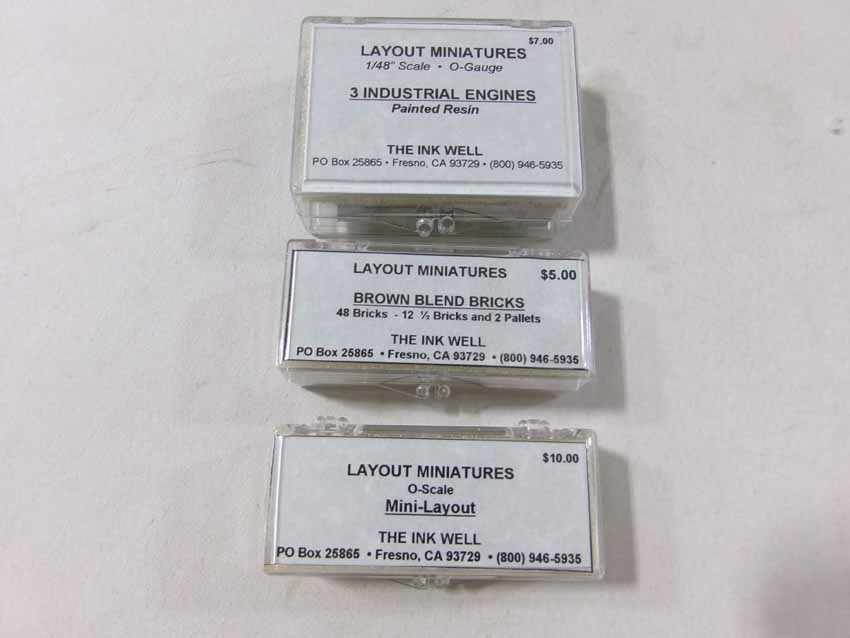 $7.00
LAYOUT MINIATURES
1/48" Scale • O-Gauge
3 INDUSTRIAL ENGINES
Painted Resin
THE INK WELL
PO Box 25865 • Fresno, CA 93729 • (800) 946-5935
LAYOUT MINIATURES $5.00
BROWN BLEND BRICKS
48 Bricks - 12 ½ Bricks and 2 Pallets
THE INK WELL
PO Box 25865 • Fresno, CA 93729 • (800) 946-5935
$10.00
LAYOUT MINIATURES
O-Scale
Mini-Layout
THE INK WELL
PO Box 25865 • Fresno, CA 93729 • (800) 946-5935